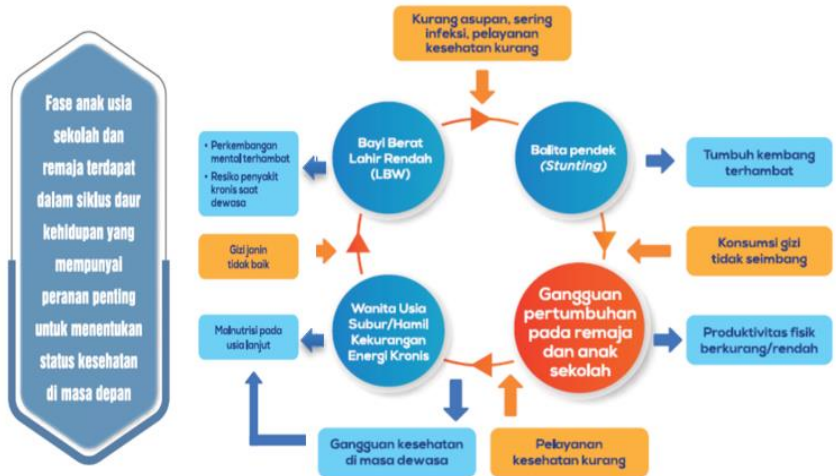 Fase anak usia
sekolah dan
remaja terdapat
dalam siklus daur
kehidupan yang
mempunyai
peranan penting
untuk menentukan
status kesehatan
di masa depan
Kurang asupan, sering
infeksi, pelayanan
kesehatan kurang
Bayi Berat
Lahir Rendah
(LBW)
• Perkembangan
mental terhambat
• Resiko penyakit
kronis saat
dewasa
Balita pendek
(Stunting)
Tumbuh kembang
terhambat
Gizi janin
tidak baik
Konsumsi gizi
tidak seimbang
Wanita Usia
Subur/Hamil
Kekurangan
Energi Kronis
Malnutrisi pada
usia lanjut
Gangguan
pertumbuhan
pada remaja
dan anak
sekolah
Produktivitas fisik
berkurang/rendah
Gangguan kesehatan
di masa dewasa
Pelayanan
kesehatan kurang